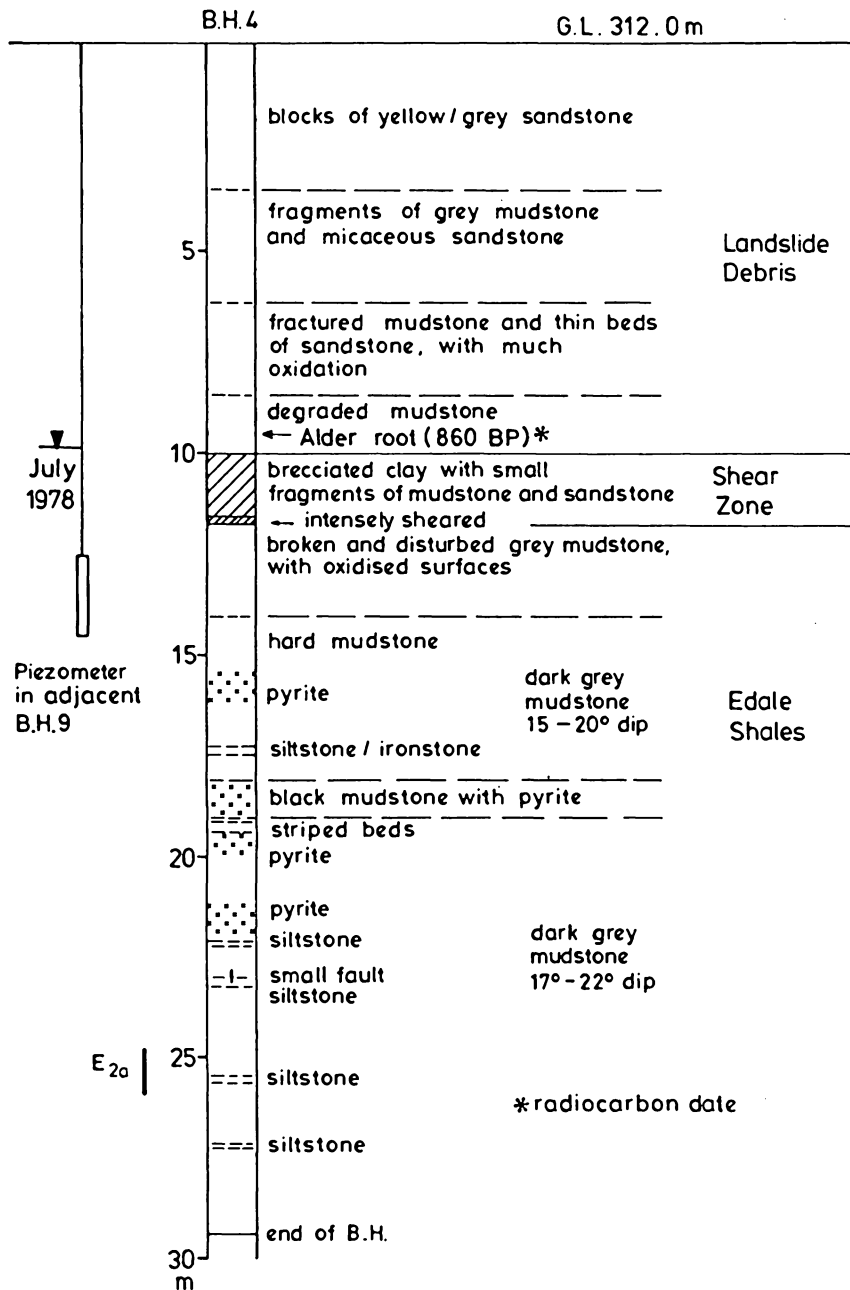 B.H.4
G.L. 312.0m
blocks of yellow/grey sandstone
fragments of grey mudstone
and micaceous sandstone
5
Landslide
Debris
fractured mudstone and thin beds
of sandstone, with much
oxidation
degraded mudstone
← Alder root (860 BP)*
July
1978
10
brecciated clay with small
fragments of mudstone and sandstone
Shear
Zone
← intensely sheared
broken and disturbed grey mudstone,
with oxidised surfaces
hard mudstone
15
Piezometer
in adjacent
B.H.9
pyrite
dark grey
mudstone
15-20° dip
Edale
Shales
siltstone / ironstone
black mudstone with pyrite
striped beds
20
pyrite
pyrite
siltstone
dark grey
mudstone
17°-22° dip
small fault
siltstone
25
E2a
siltstone
*radiocarbon date
siltstone
end of B.H.
30
m